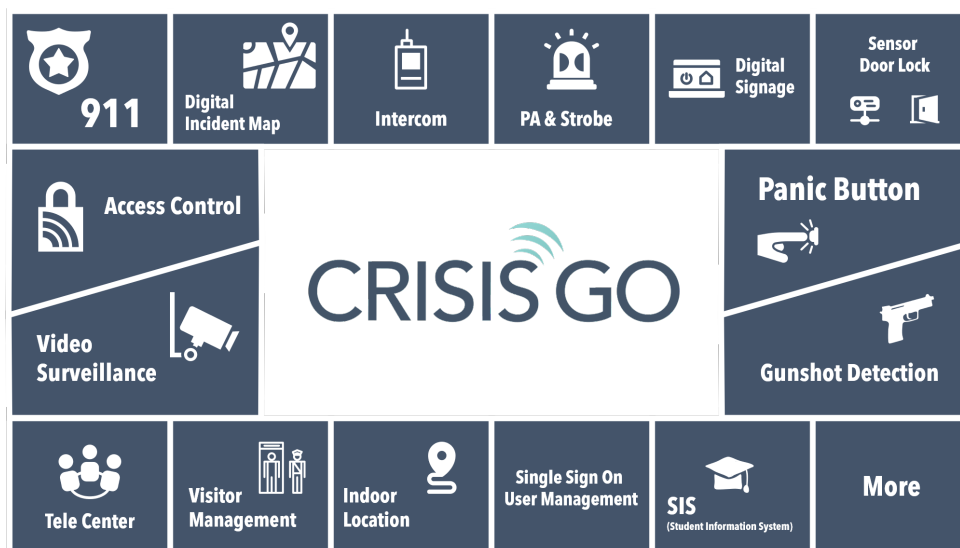 911
Digital
Incident Map
Intercom
PA & Strobe
Digital
Signage
Sensor
Door Lock
Access Control
Video
Surveillance
CRISIS GO
Panic Button
Gunshot Detection
Tele Center
Visitor
Management
Indoor
Location
Single Sign On
User Management
SIS
(Student Information System)
More